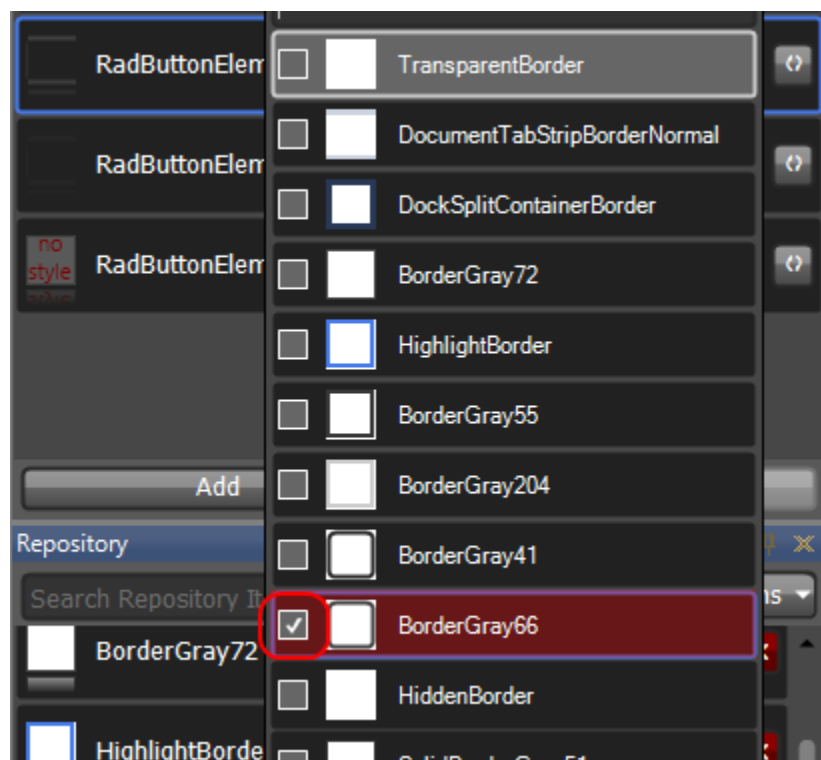 RadButtonElem
TransparentBorder
DocumentTabStripBorderNormal
RadButtonElem
DockSplitContainerBorder
no
style
RadButtonElem
BorderGray72
HighlightBorder
BorderGray55
Add
BorderGray204
Repository
BorderGray41
Search Repository It
ns
BorderGray66
BorderGray72
HiddenBorder
HighlightBorde